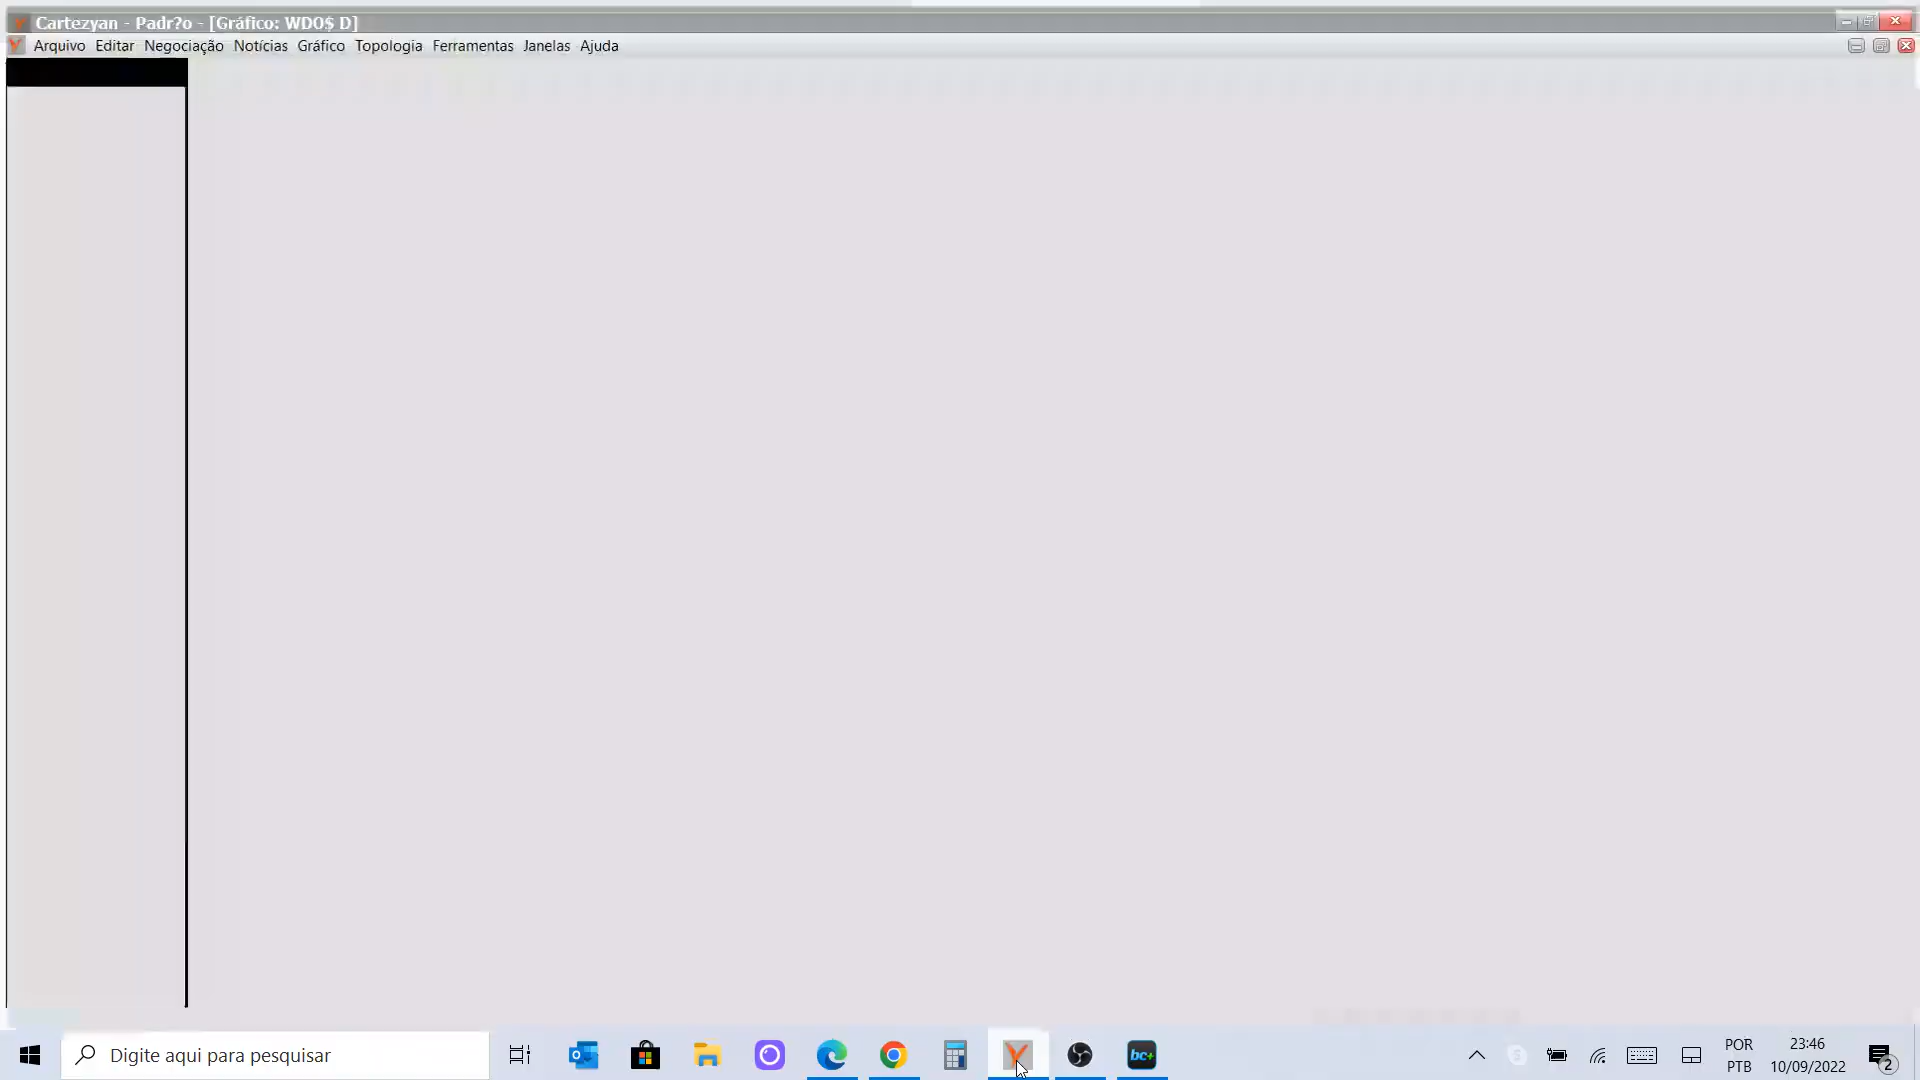 Cartezyan - Padr?o - [Gráfico: WDO$ D]
Arquivo Editar Negociação Notícias Gráfico Topologia Ferramentas Janelas Ajuda
Digite aqui para pesquisar
bc+
POR
PTB
23:46
10/09/2022
2